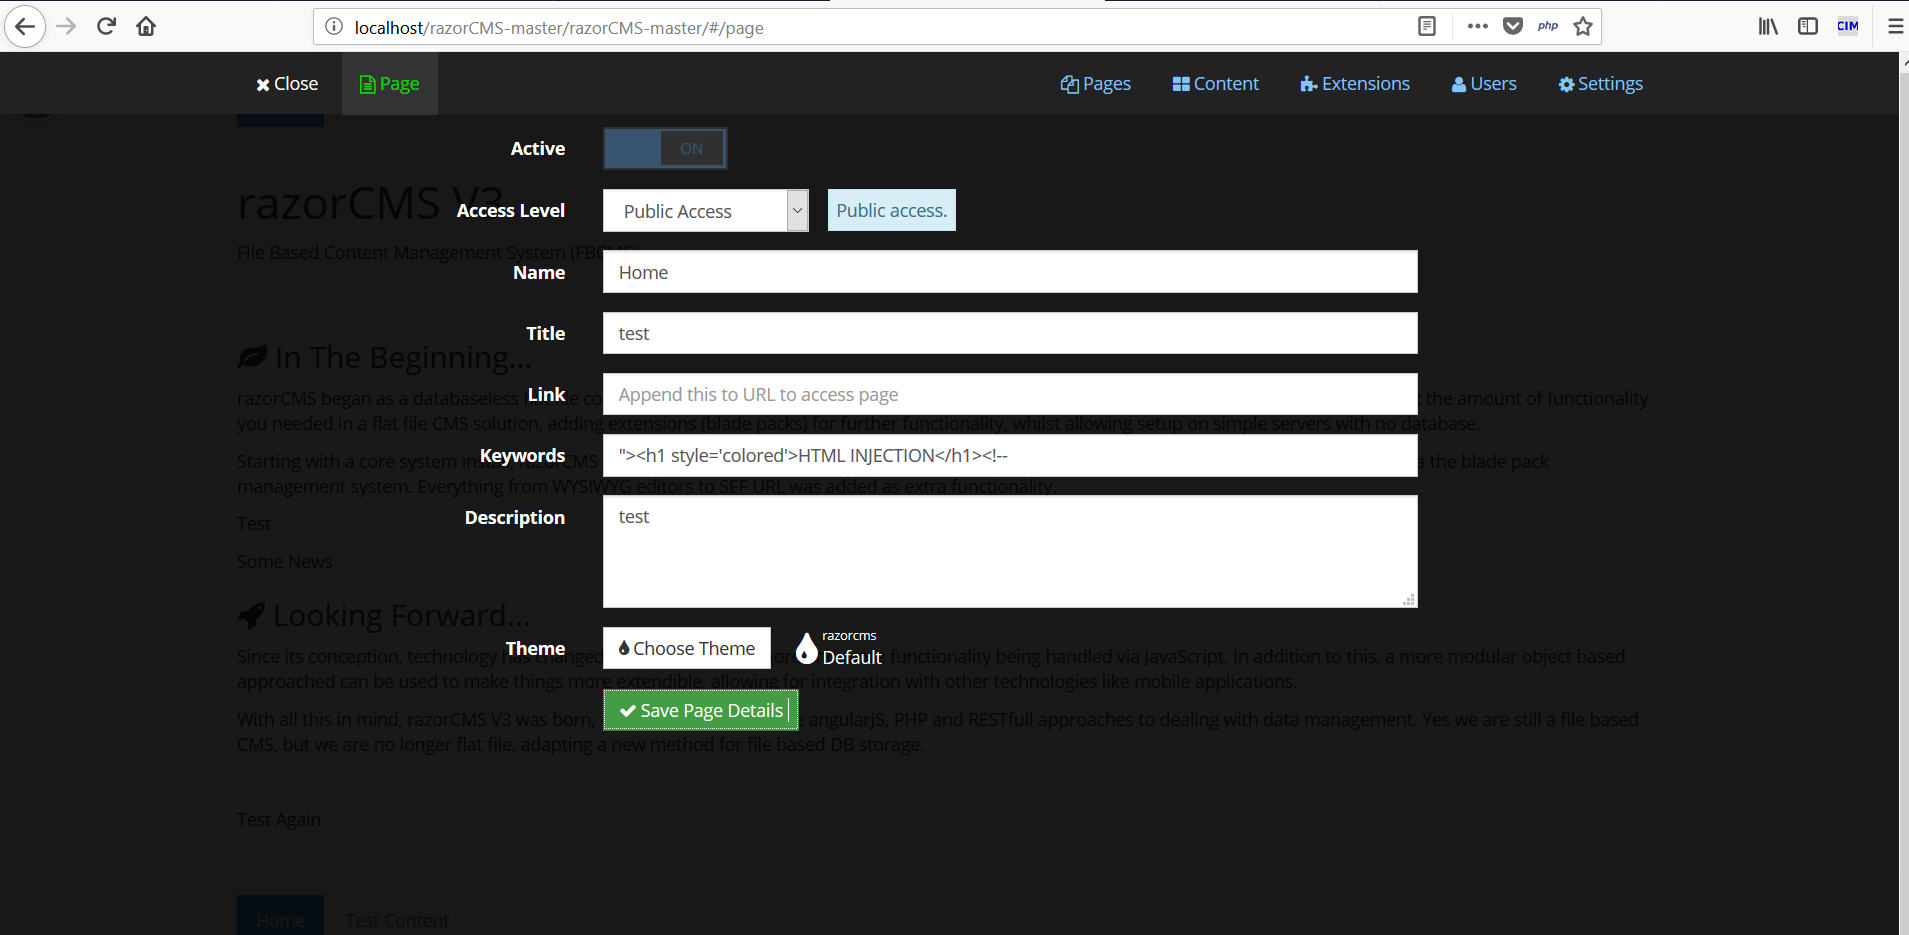 localhost/razorCMS-master/razorCMS-master/#/page
php
CIM
Close
Page
Pages
Content
Extensions
Users
Settings
Active
ON
razorCMS V3
Access Level
Public Access
Public access.
File Based Content Management System (FBCMS)
Name
Home
Title
test
In The Beginning...
Link
Append this to URL to access page
razorCMS began as a databaseless
co
t the amount of functionality
you needed in a flat file CMS solution, adding extensions (blade packs) for further functionality, whilst allowing setup on simple servers with no database.
Keywords
"><h1 style='colored'>HTML INJECTION</h1><!--
Starting with a core system
razorCMS
a the blade pack
management system. Everything from WYSIWYG editors to SEF URL was added as extra functionality.
Description
test
Test
Some News
Looking Forward...
Theme
Choose Theme
razorcms
Default
Since its conception, technology has changed
functionality being handled via JavaScript. In addition to this, a more modular object based
approached can be used to make things more extendible, allowing for integration with other technologies like mobile applications.
Save Page Details
With all this in mind, razorCMS V3 was born,
e angularJS, PHP and RESTfull approaches to dealing with data management. Yes we are still a file based
CMS, but we are no longer flat file, adapting a new method for file based DB storage.
Test Again
Home
Test Content